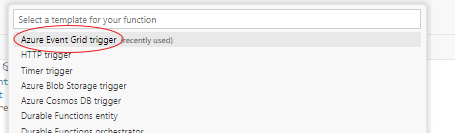 Select a template for your function
Azure Event Grid trigger (recently used)
HTTP trigger
Timer trigger
Azure Blob Storage trigger
Azure Cosmos DB trigger
Durable Functions entity
Durable Functions orchestrator